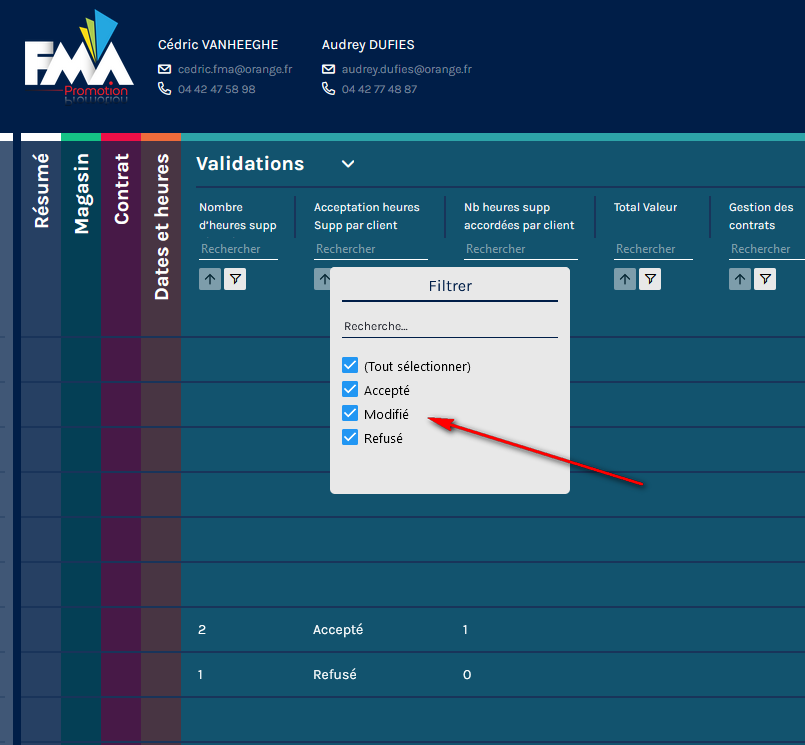 FMA
Promotion
Cédric VANHEEGHE
cedric.fma@orange.fr
04 42 47 58 98
Audrey DUFIES
audrey.dufies@orange.fr
04 42 77 48 87
Résumé
Magasin
Contrat
Dates et heures
Validations
Nombre
d'heures supp
Rechercher
Acceptation heures
Supp par client
Rechercher
Nb heures supp
accordées par client
Rechercher
Total Valeur
Rechercher
Gestion des
contrats
Rechercher
Filtrer
Recherche...
(Tout sélectionner)
Accepté
Modifié
Refusé
2 Accepté 1
1 Refusé 0